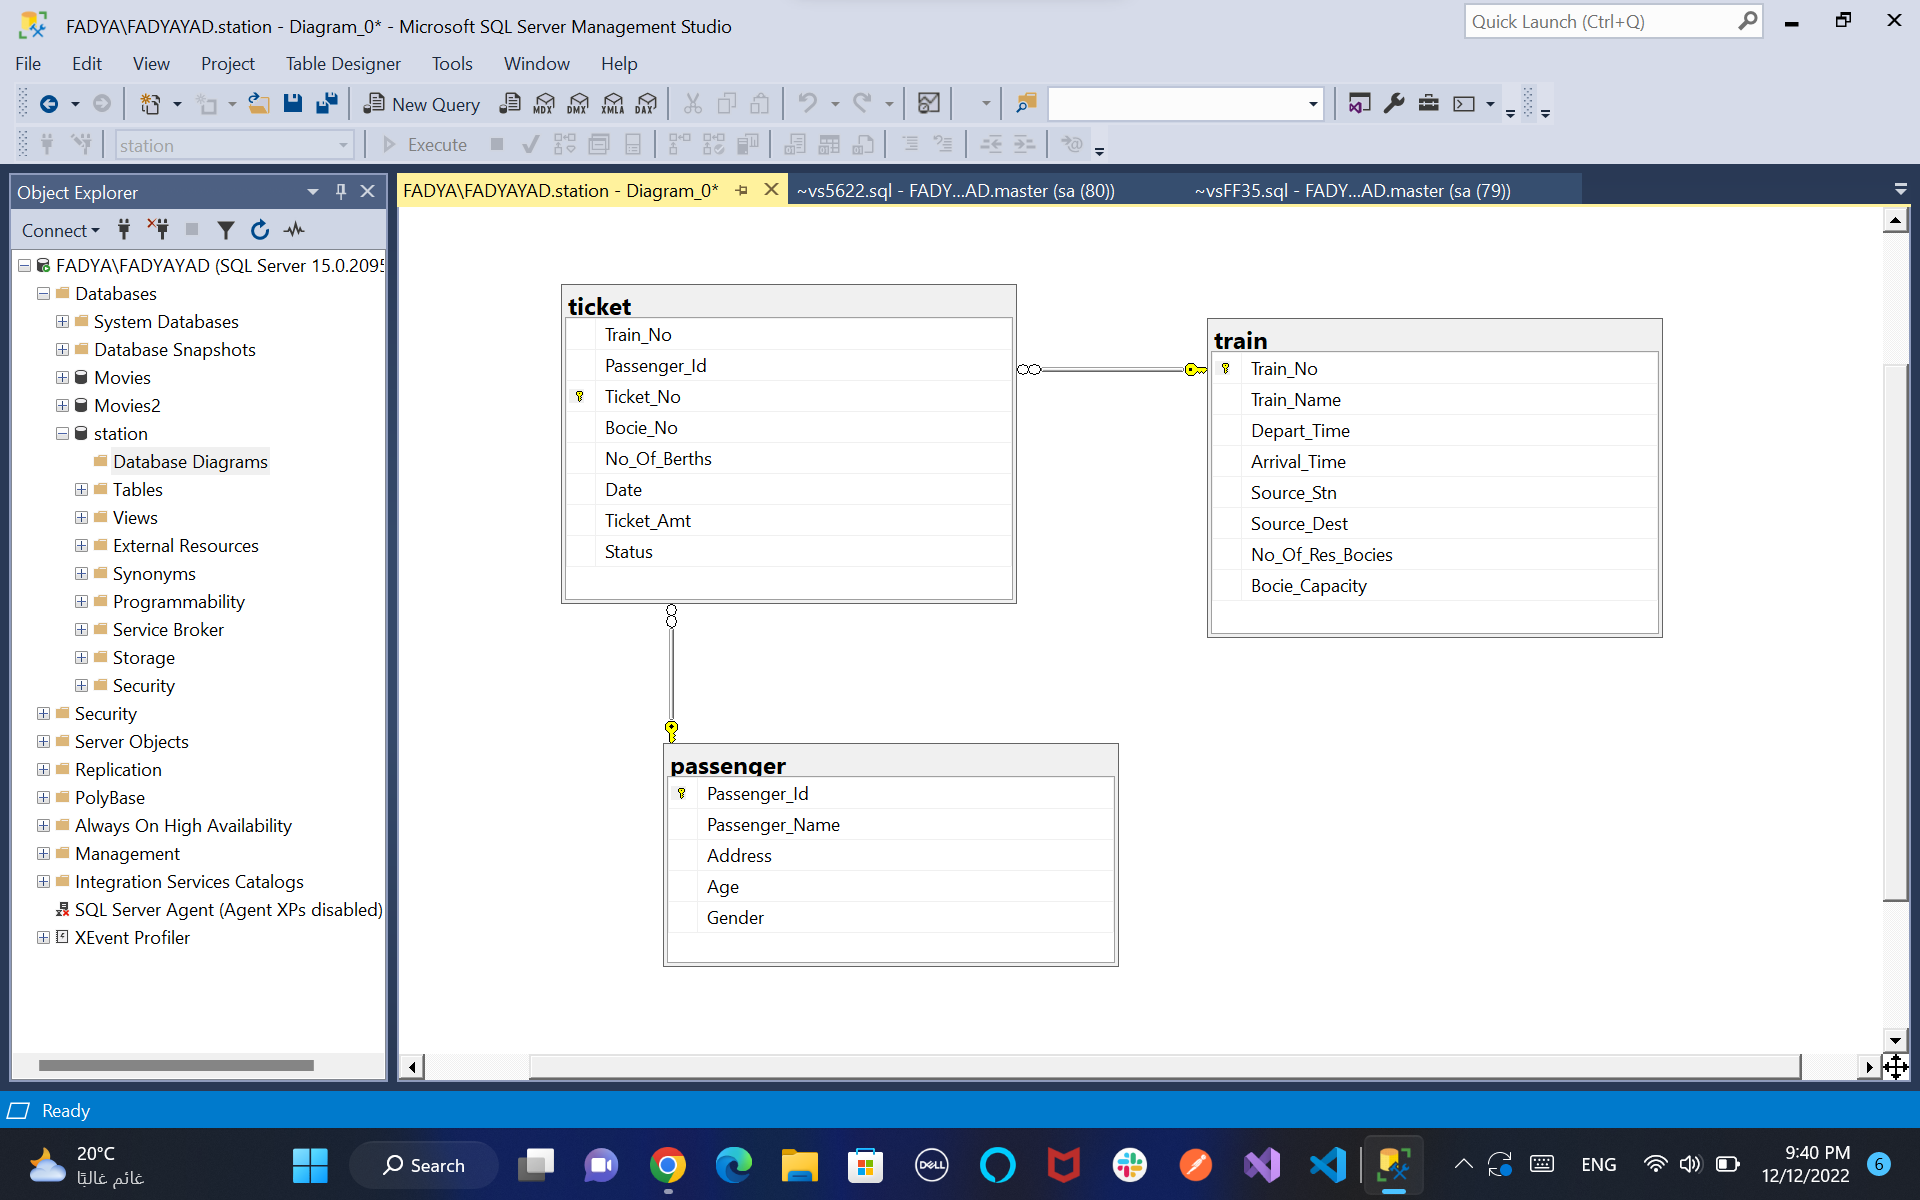 FADYA\FADYAYAD.station - Diagram_0* - Microsoft SQL Server Management Studio
Quick Launch (Ctrl+Q)
File Edit View Project Table Designer Tools Window Help
New Query MDX DMX XMLA DAX
station Execute
Object Explorer
Connect
FADYA\FADYAYAD (SQL Server 15.0.2095
Databases
System Databases
Database Snapshots
Movies
Movies2
station
Database Diagrams
Tables
Views
External Resources
Synonyms
Programmability
Service Broker
Storage
Security
Security
Server Objects
Replication
PolyBase
Always On High Availability
Management
Integration Services Catalogs
SQL Server Agent (Agent XPs disabled)
XEvent Profiler
FADYA\FADYAYAD.station - Diagram_0* ~vs5622.sql - FADY...AD.master (sa (80)) ~vsFF35.sql - FADY...AD.master (sa (79))
ticket
Train_No
Passenger_Id
Ticket_No
Bocie_No
No_Of_Berths
Date
Ticket_Amt
Status
train
Train_No
Train_Name
Depart_Time
Arrival_Time
Source_Stn
Source_Dest
No_Of_Res_Bocies
Bocie_Capacity
passenger
Passenger_Id
Passenger_Name
Address
Age
Gender
Ready
20°C
غائم غالبًا
Search
DELL
ENG
9:40 PM
12/12/2022
6